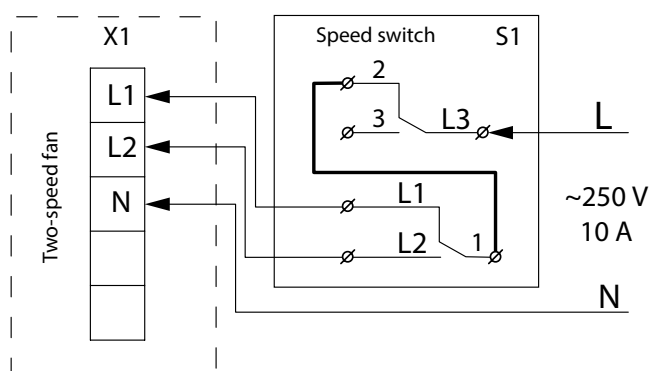 X1
L1
L2
N
Two-speed fan
Speed switch S1
2
3 L3
L1
L2 1
L
~250 V
10 A
N